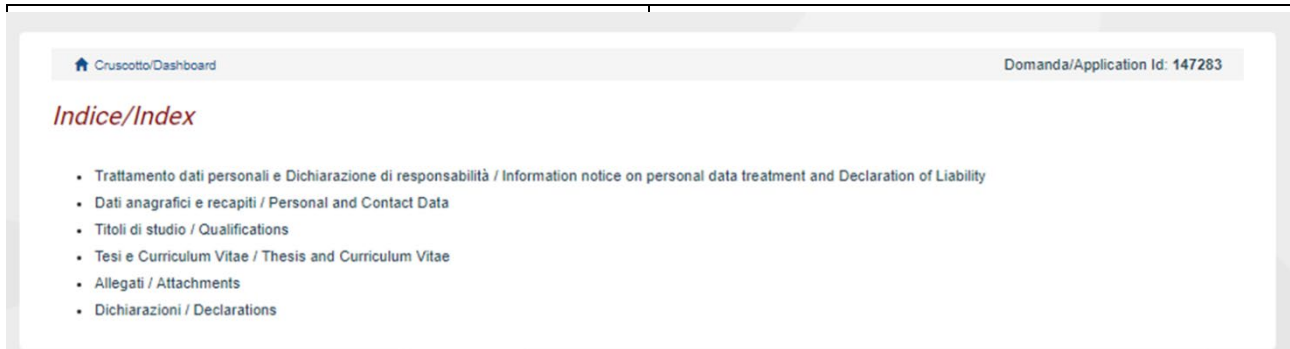 Cruscotto/Dashboard Domanda/Application Id: 147283
Indice/Index
• Trattamento dati personali e Dichiarazione di responsabilità / Information notice on personal data treatment and Declaration of Liability
• Dati anagrafici e recapiti / Personal and Contact Data
• Titoli di studio / Qualifications
• Tesi e Curriculum Vitae / Thesis and Curriculum Vitae
• Allegati / Attachments
• Dichiarazioni / Declarations